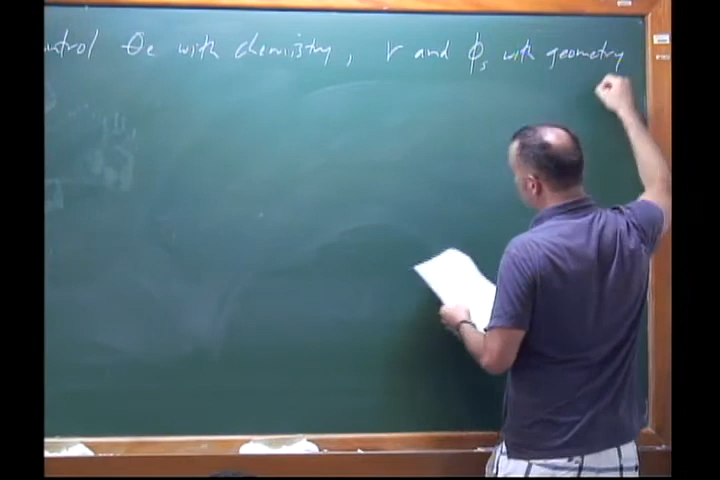 ntrol θe with chemistry, r and ϕs with geometry